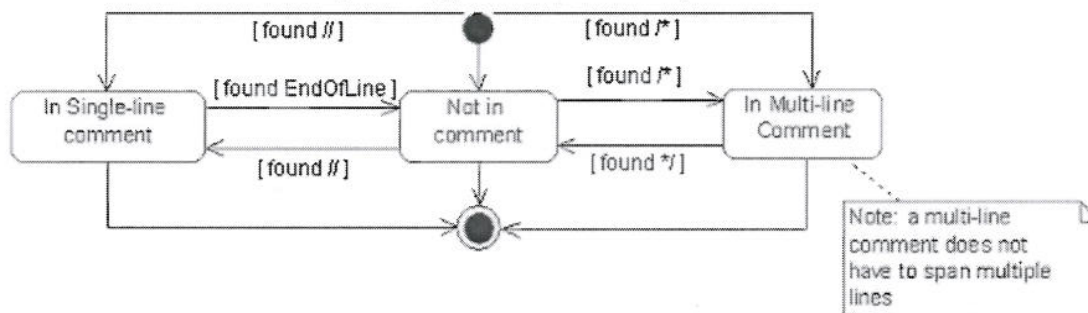 [found //]
[found /*]
[found EndOfLine]
[found /*]
In Single-line
comment
Not in
comment
In Multi-line
Comment
[found //]
[found */]
Note: a multi-line
comment does not
have to span multiple
lines